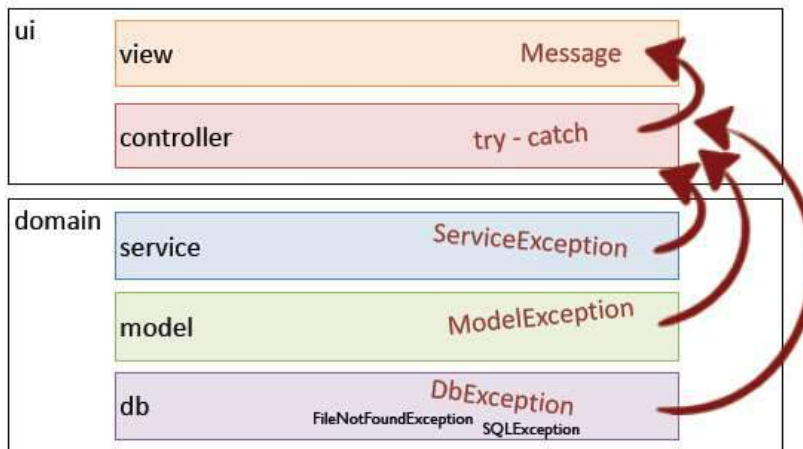 ui
view Message
controller try - catch
domain
service ServiceException
model ModelException
db DbException
FileNotFoundException SQLException